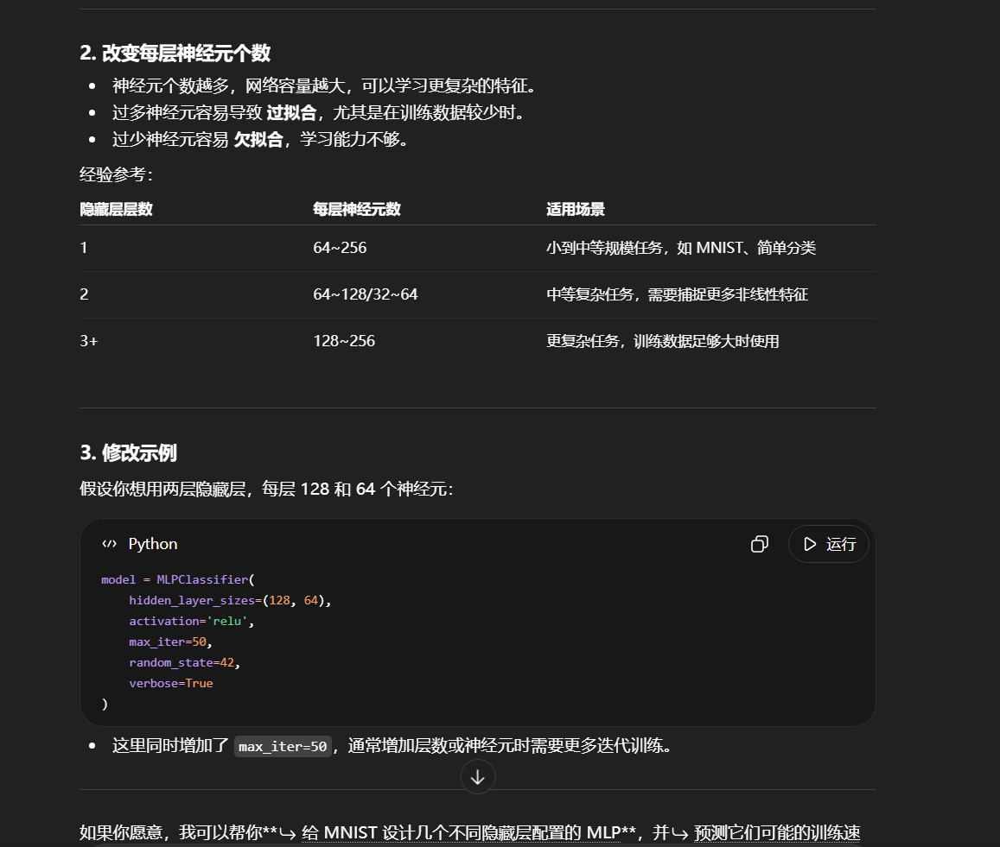 2. 改变每层神经元个数
• 神经元个数越多，网络容量越大，可以学习更复杂的特征。
• 过多神经元容易导致 过拟合，尤其是在训练数据较少时。
• 过少神经元容易 欠拟合，学习能力不够。
经验参考：
隐藏层层数 每层神经元数 适用场景
1 64~256 小到中等规模任务，如 MNIST、简单分类
2 64~128/32~64 中等复杂任务，需要捕捉更多非线性特征
3+ 128~256 更复杂任务，训练数据足够大时使用
3. 修改示例
假设你想用两层隐藏层，每层 128 和 64 个神经元：
Python 运行
model = MLPClassifier(
    hidden_layer_sizes=(128, 64),
    activation='relu',
    max_iter=50,
    random_state=42,
    verbose=True
)
• 这里同时增加了 max_iter=50，通常增加层数或神经元时需要更多迭代训练。
如果你愿意，我可以帮你**↪ 给 MNIST 设计几个不同隐藏层配置的 MLP**，并↪ 预测它们可能的训练速